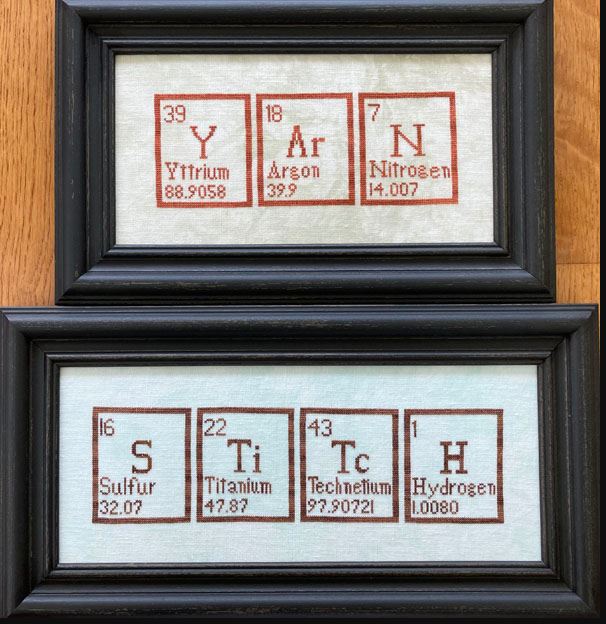 39
Y
Yttrium
88.9058
18
Ar
Argon
39.9
7
N
Nitrogen
14.007
16
S
Sulfur
32.07
22
Ti
Titanium
47.87
43
Tc
Technetium
97.90721
1
H
Hydrogen
1.0080